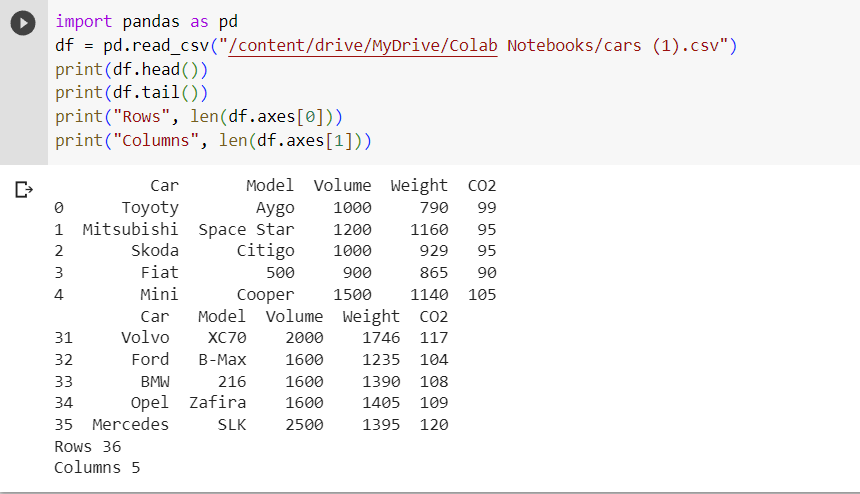 import pandas as pd
df = pd.read_csv("/content/drive/MyDrive/Colab Notebooks/cars (1).csv")
print(df.head())
print(df.tail())
print("Rows", len(df.axes[0]))
print("Columns", len(df.axes[1]))
Car Model Volume Weight CO2
0 Toyoty Aygo 1000 790 99
1 Mitsubishi Space Star 1200 1160 95
2 Skoda Citigo 1000 929 95
3 Fiat 500 900 865 90
4 Mini Cooper 1500 1140 105
Car Model Volume Weight CO2
31 Volvo XC70 2000 1746 117
32 Ford B-Max 1600 1235 104
33 BMW 216 1600 1390 108
34 Opel Zafira 1600 1405 109
35 Mercedes SLK 2500 1395 120
Rows 36
Columns 5